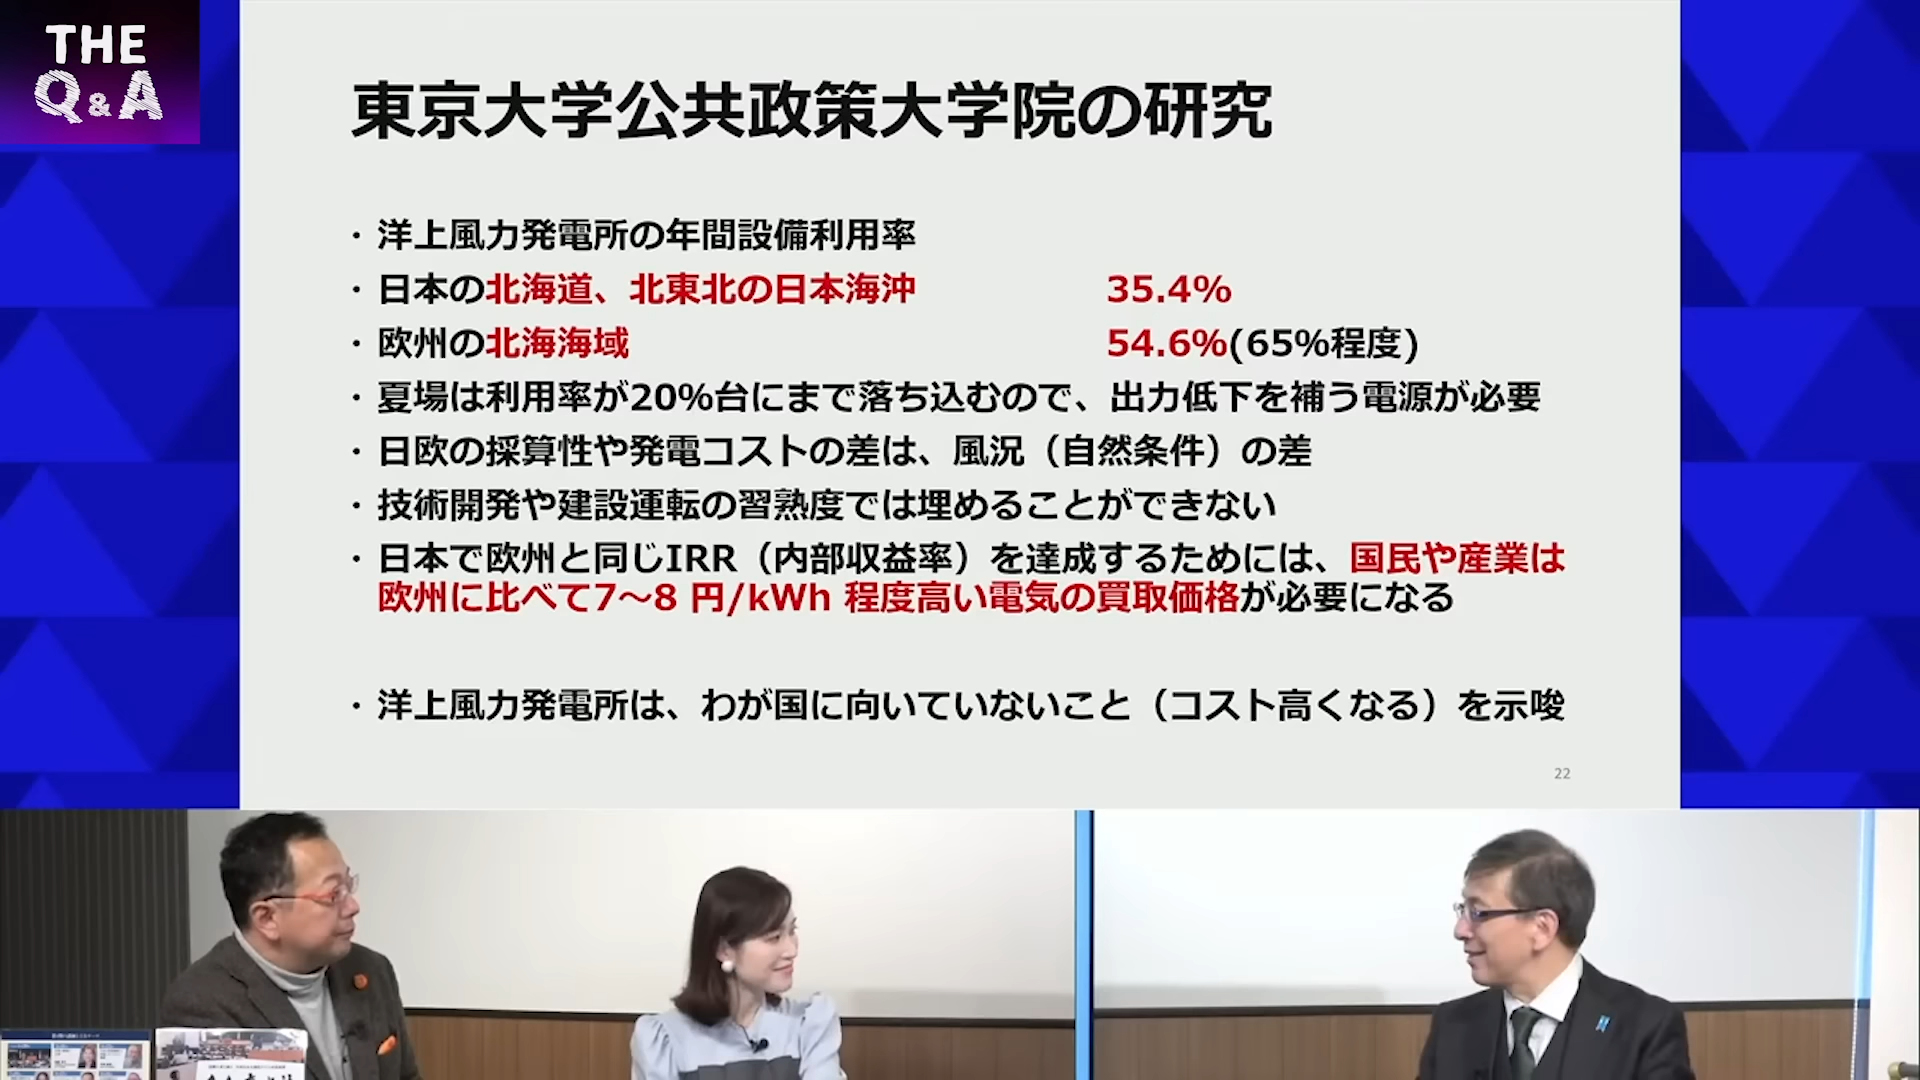 THE
Q&A
東京大学公共政策大学院の研究
・洋上風力発電所の年間設備利用率
・日本の北海道、北東北の日本海沖 35.4%
・欧州の北海海域 54.6%(65%程度)
・夏場は利用率が20%台にまで落ち込むので、出力低下を補う電源が必要
・日欧の採算性や発電コストの差は、風況（自然条件）の差
・技術開発や建設運転の習熟度では埋めることができない
・日本で欧州と同じIRR（内部収益率）を達成するためには、国民や産業は
欧州に比べて7～8 円/kWh 程度高い電気の買取価格が必要になる
・洋上風力発電所は、わが国に向いていないこと（コスト高くなる）を示唆
22